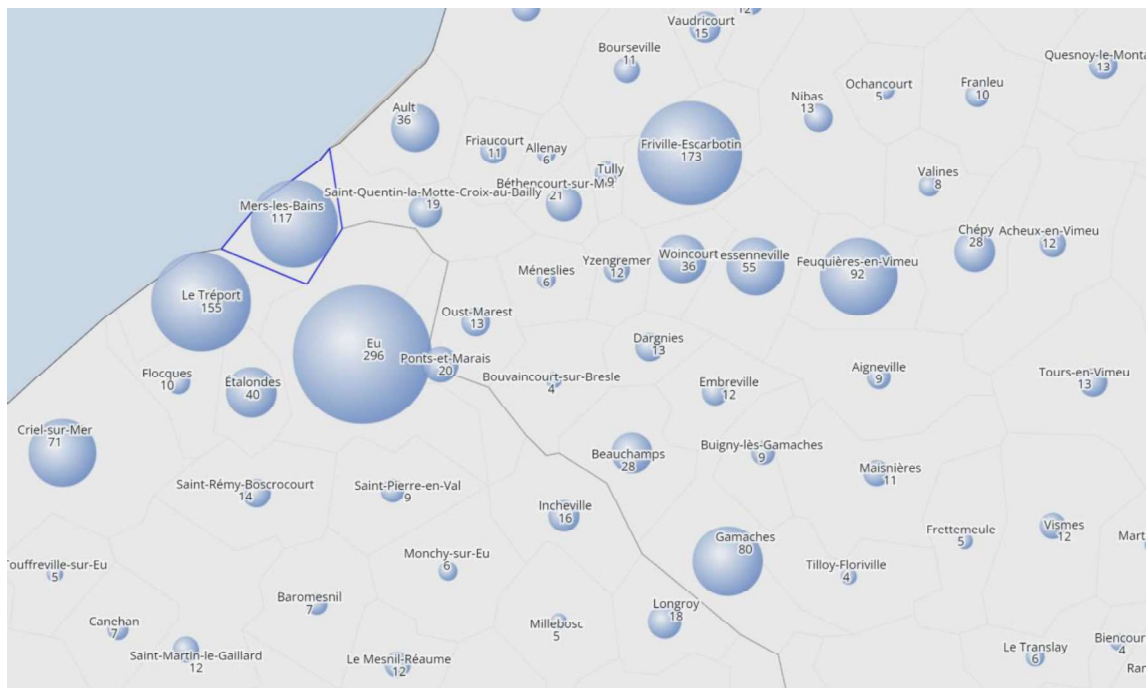 12
Vaudricourt
15
Bourseville
11
Quesnoy-le-Monta
13
Ochancourt
5
Franleu
10
Nibas
13
Ault
36
Friaucourt
11
Allenay
6
Friville-Escarbotin
173
Tully
9
Valines
8
Béthencourt-sur-M
21
Saint-Quentin-la-Motte-Croix-au-Bailly
19
Mers-les-Bains
117
Chépy
28
Acheux-en-Vimeu
12
Woincourt
36
essenneville
55
Feuquières-en-Vimeu
92
Yzengremer
12
Méneslies
6
Le Tréport
155
Oust-Marest
13
Eu
296
Ponts-et-Marais
20
Dargnies
13
Bouvaincourt-sur-Bresle
4
Embreville
12
Aigneville
9
Tours-en-Vimeu
13
Flocques
10
Étalondes
40
Criel-sur-Mer
71
Beauchamps
28
Buigny-lès-Gamaches
9
Maisnières
11
Saint-Rémy-Boscrocourt
14
Saint-Pierre-en-Val
9
Incheville
16
Gamaches
80
Frettemeule
5
Vismes
12
Mart
Monchy-sur-Eu
6
Tilloy-Floriville
4
Touffreville-sur-Eu
5
Baromesnil
7
Longroy
18
Millebosc
5
Canehan
7
Saint-Martin-le-Gaillard
12
Le Mesnil-Réaume
12
Le Translay
6
Biencour
4
Ran